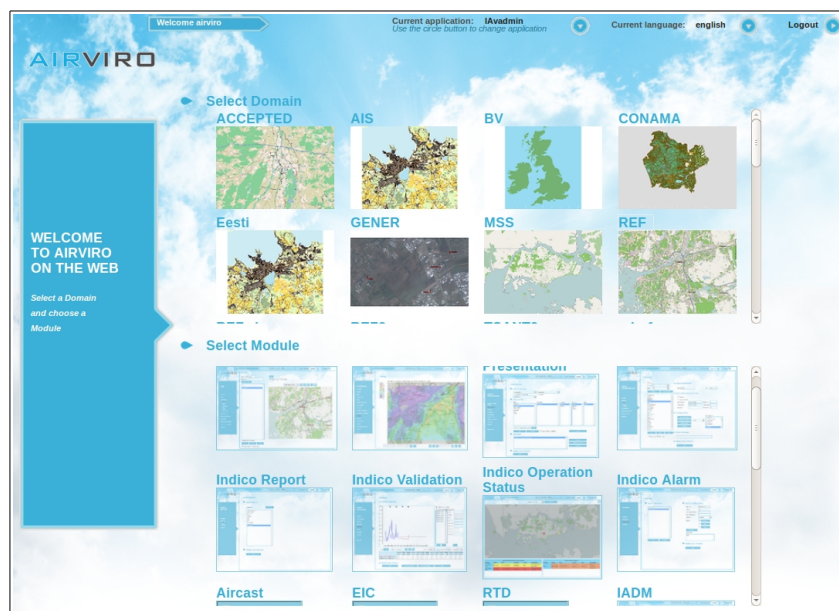 Welcome airviro
Current application: IAvadmin
Use the circle button to change application
Current language: english
Logout
AIRVIRO
Select Domain
ACCEPTED AIS BV CONAMA
Eesti GENER MSS REF
WELCOME
TO AIRVIRO
ON THE WEB
Select a Domain
and choose a
Module
Select Module
Presentation
Indico Report Indico Validation Indico Operation Status Indico Alarm
Aircast EIC RTD IADM